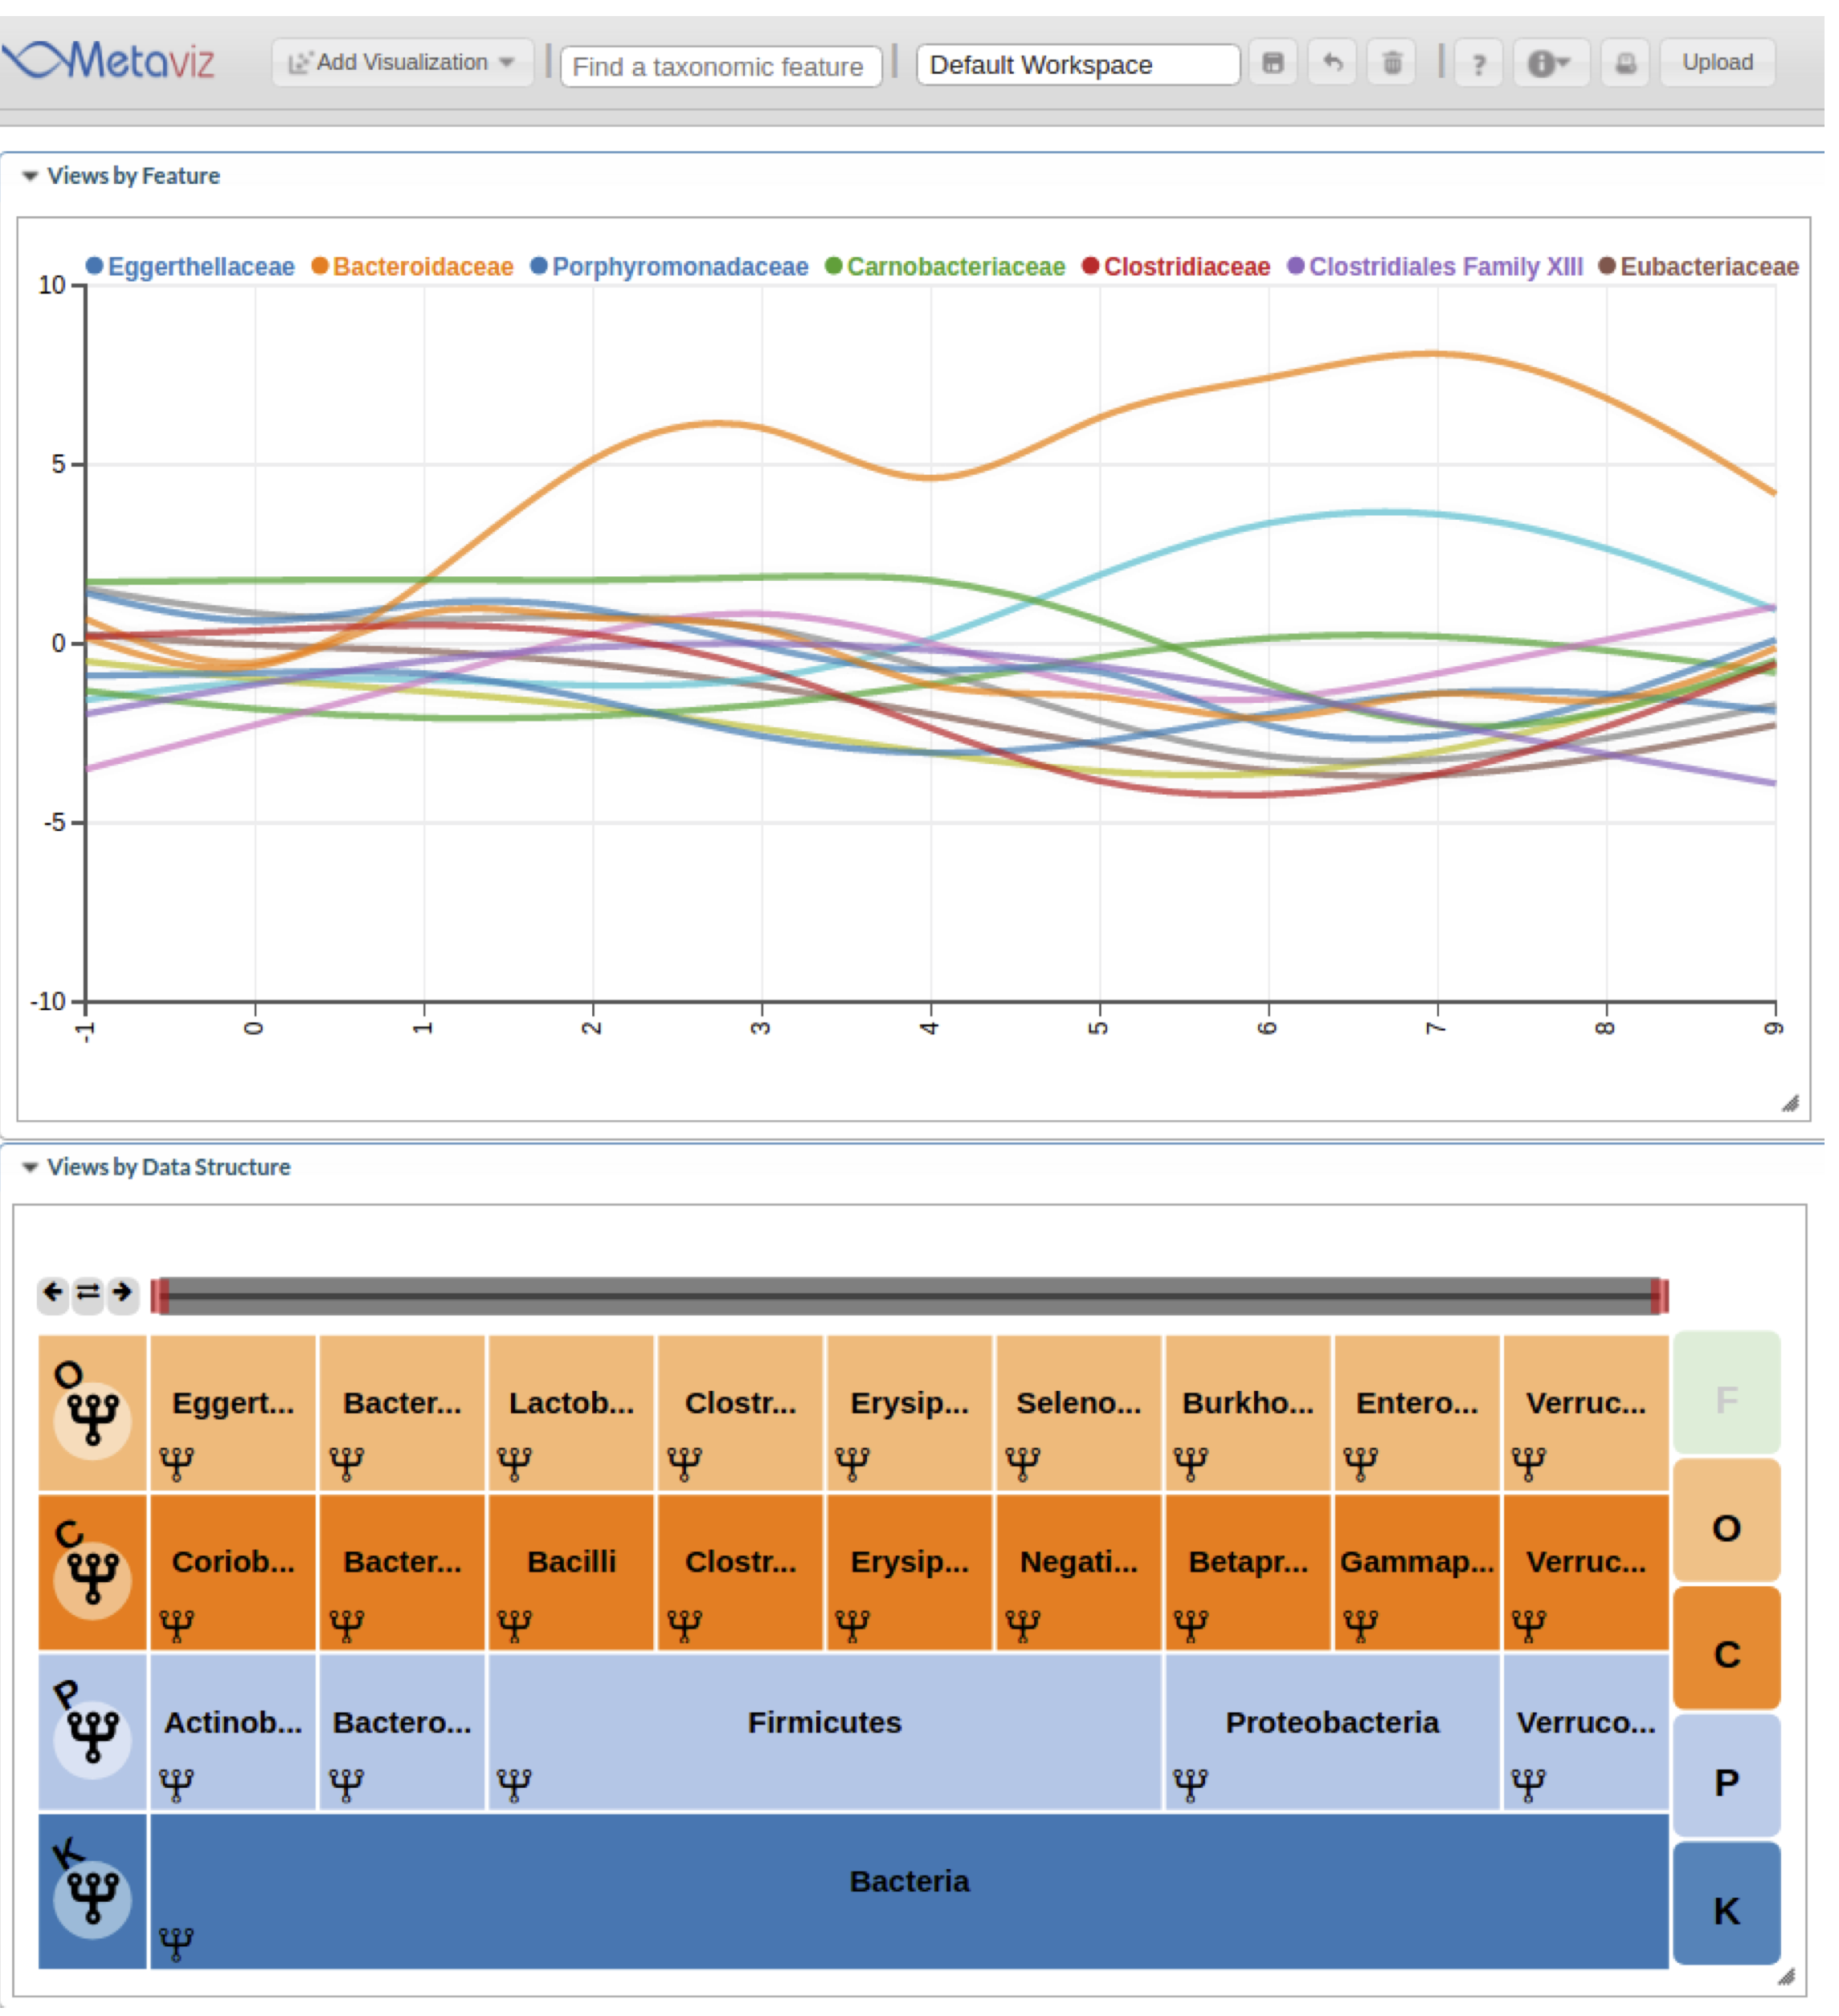 Metaviz Add Visualization Find a taxonomic feature Default Workspace ? Upload
Views by Feature
Eggerthellaceae Bacteroidaceae Porphyromonadaceae Carnobacteriaceae Clostridiaceae Clostridiales Family XIII Eubacteriaceae
10
5
0
-5
-10
-1 0 1 2 3 4 5 6 7 8 9
Views by Data Structure
O Eggert... Bacter... Lactob... Clostr... Erysip... Seleno... Burkho... Entero... Verruc... F
O
C Coriob... Bacter... Bacilli Clostr... Erysip... Negati... Betapr... Gammap... Verruc...
C
P Actinob... Bactero... Firmicutes Proteobacteria Verruco...
P
K Bacteria
K